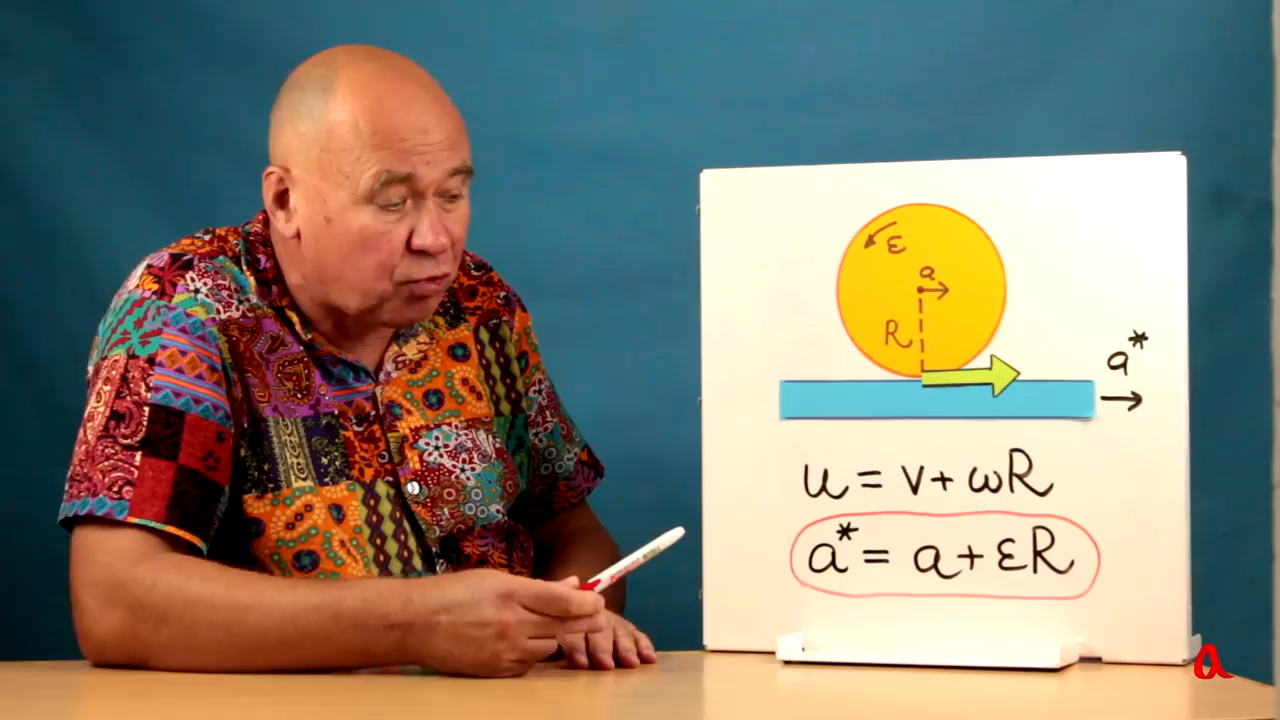 ε
a
R
a*
u = v + ωR
a* = a + εR
a